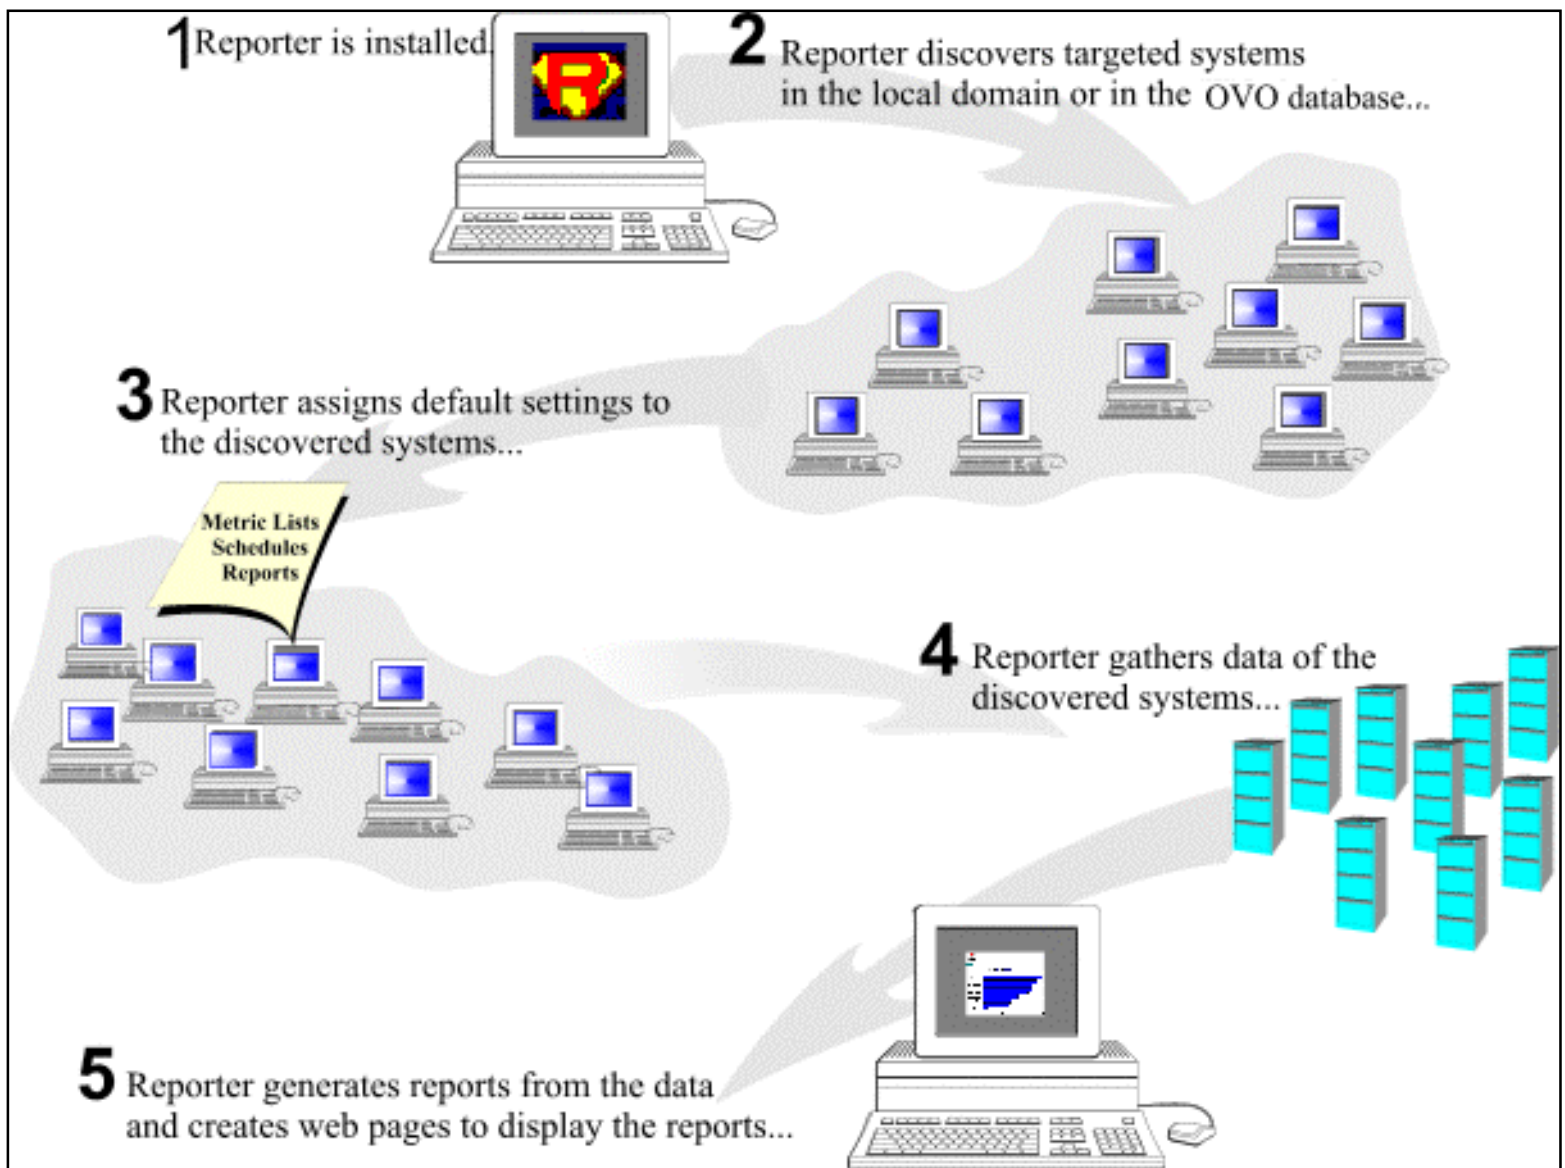 1 Reporter is installed.
2 Reporter discovers targeted systems
in the local domain or in the OVO database...
3 Reporter assigns default settings to
the discovered systems...
Metric Lists
Schedules
Reports
4 Reporter gathers data of the
discovered systems...
5 Reporter generates reports from the data
and creates web pages to display the reports...
R